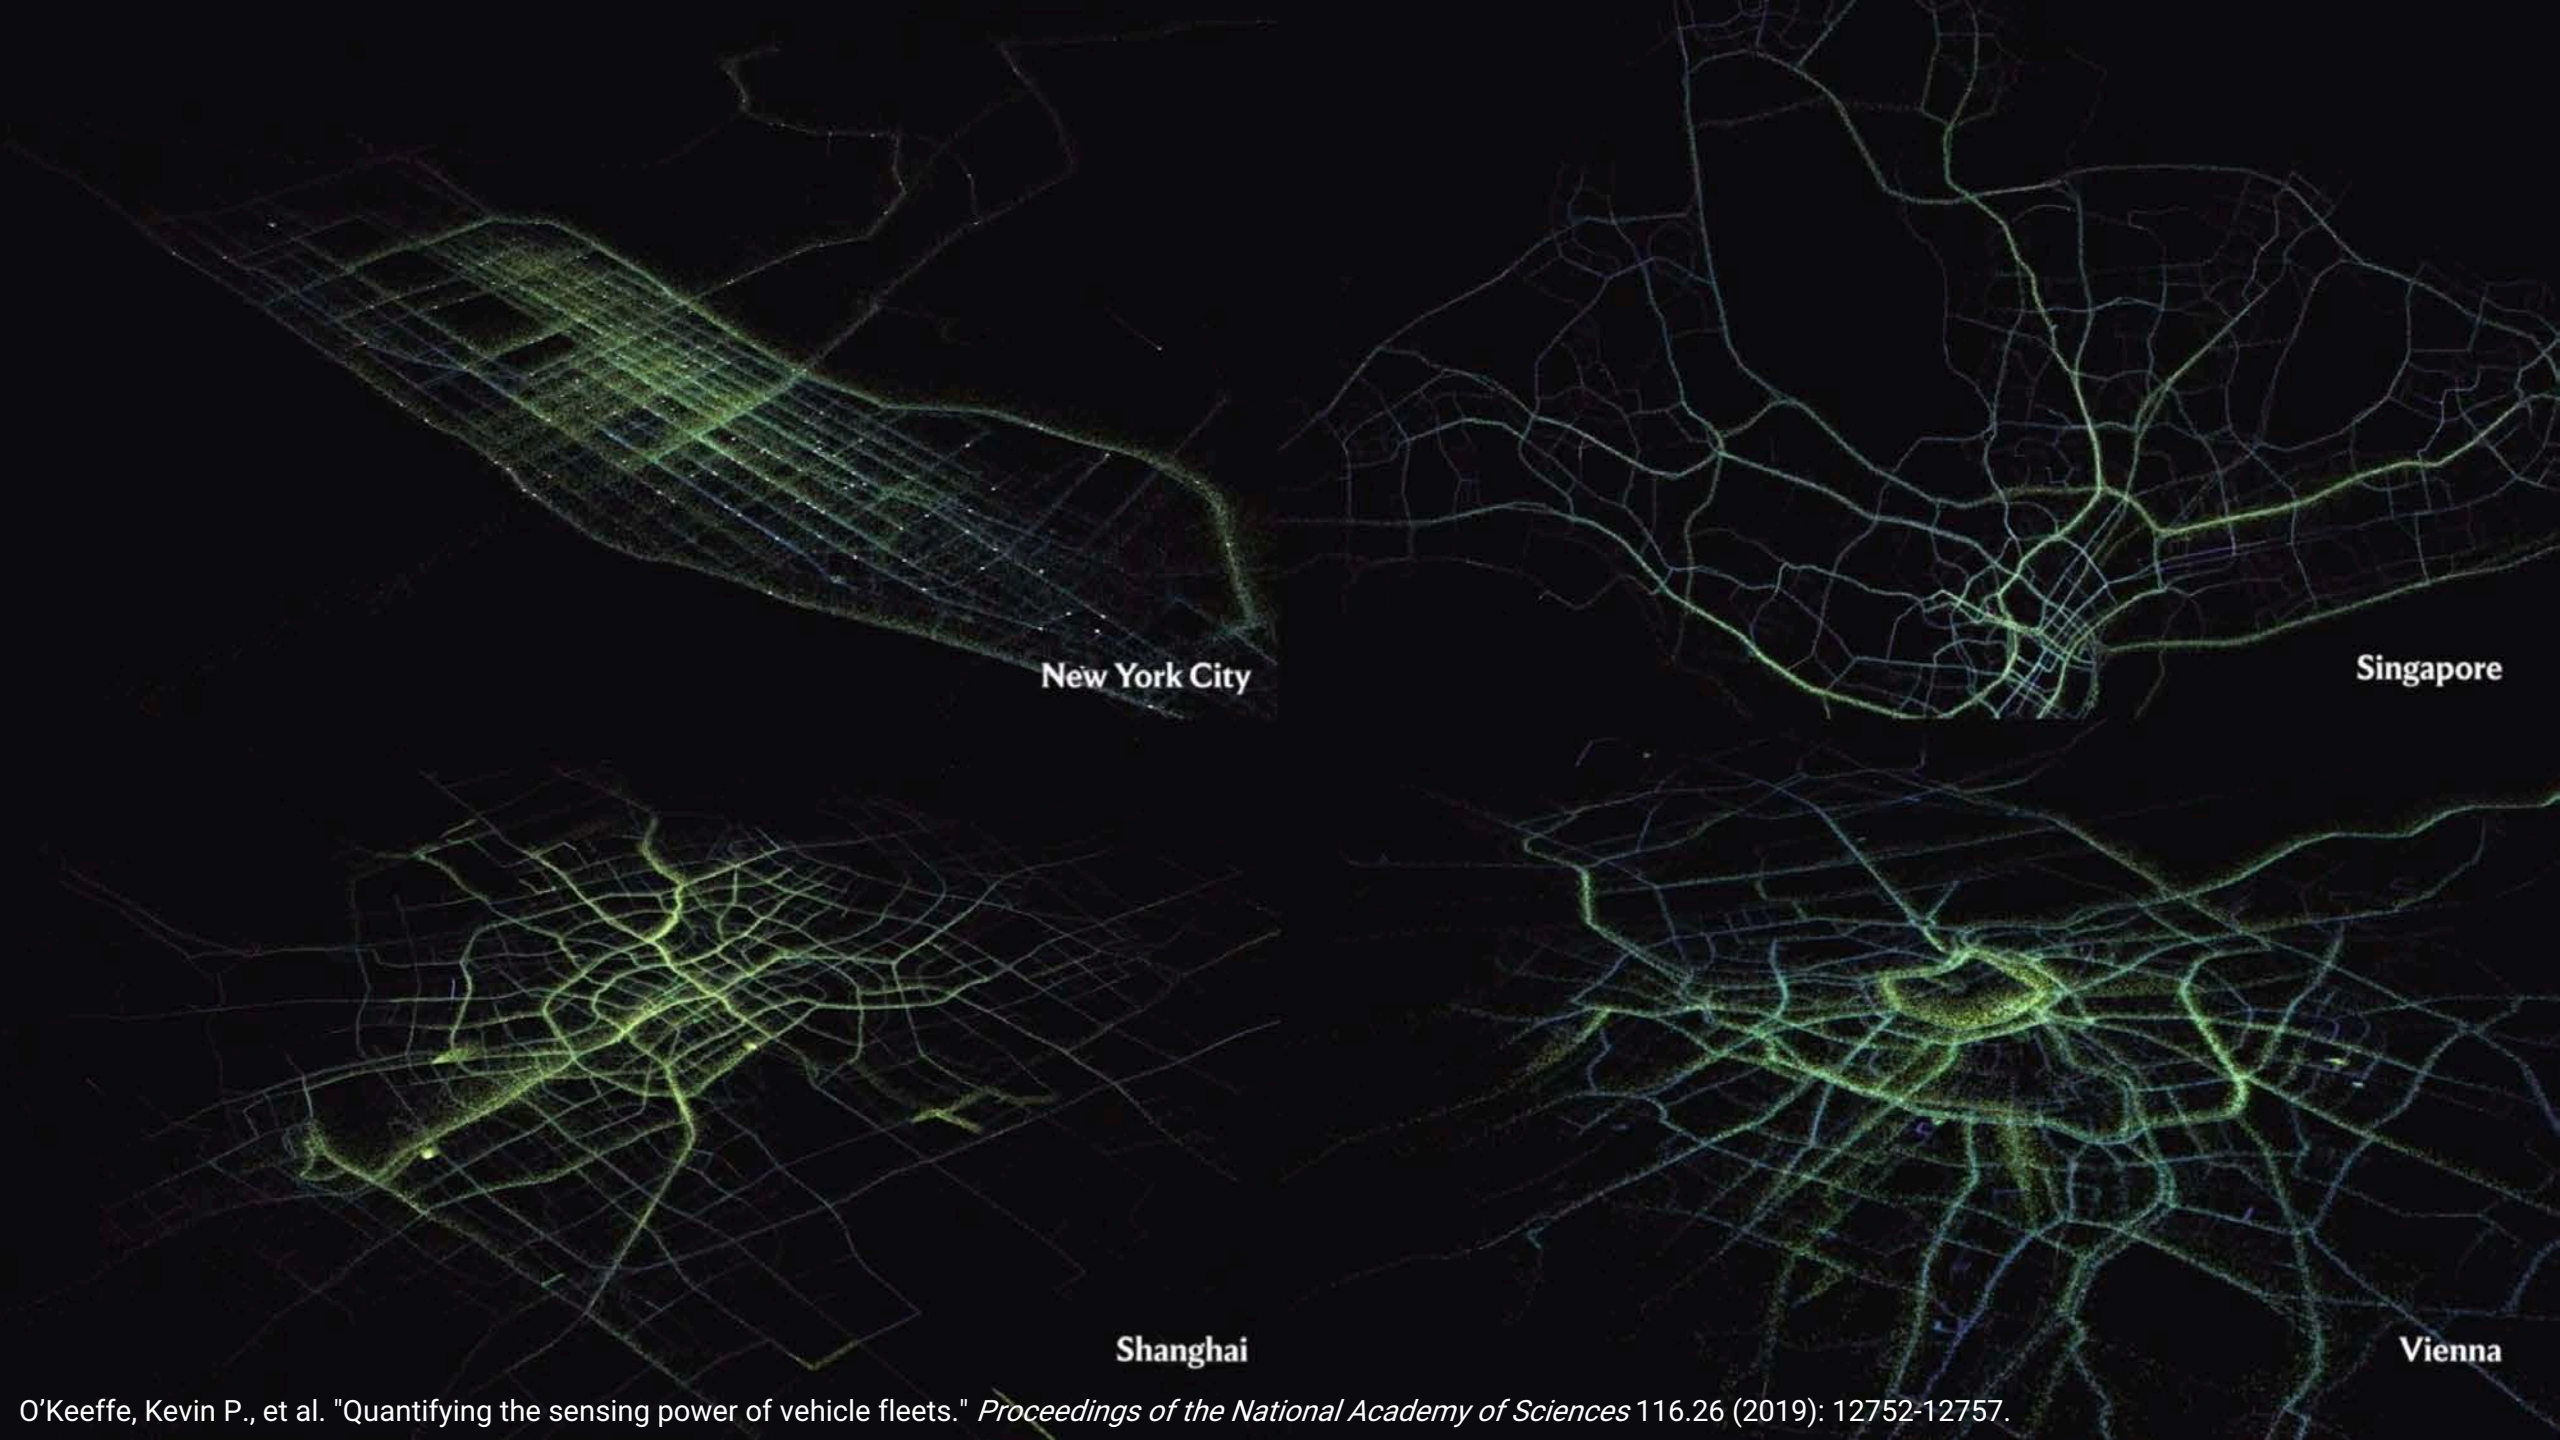 New York City
Singapore
Shanghai
Vienna
O’Keeffe, Kevin P., et al. "Quantifying the sensing power of vehicle fleets." Proceedings of the National Academy of Sciences 116.26 (2019): 12752-12757.